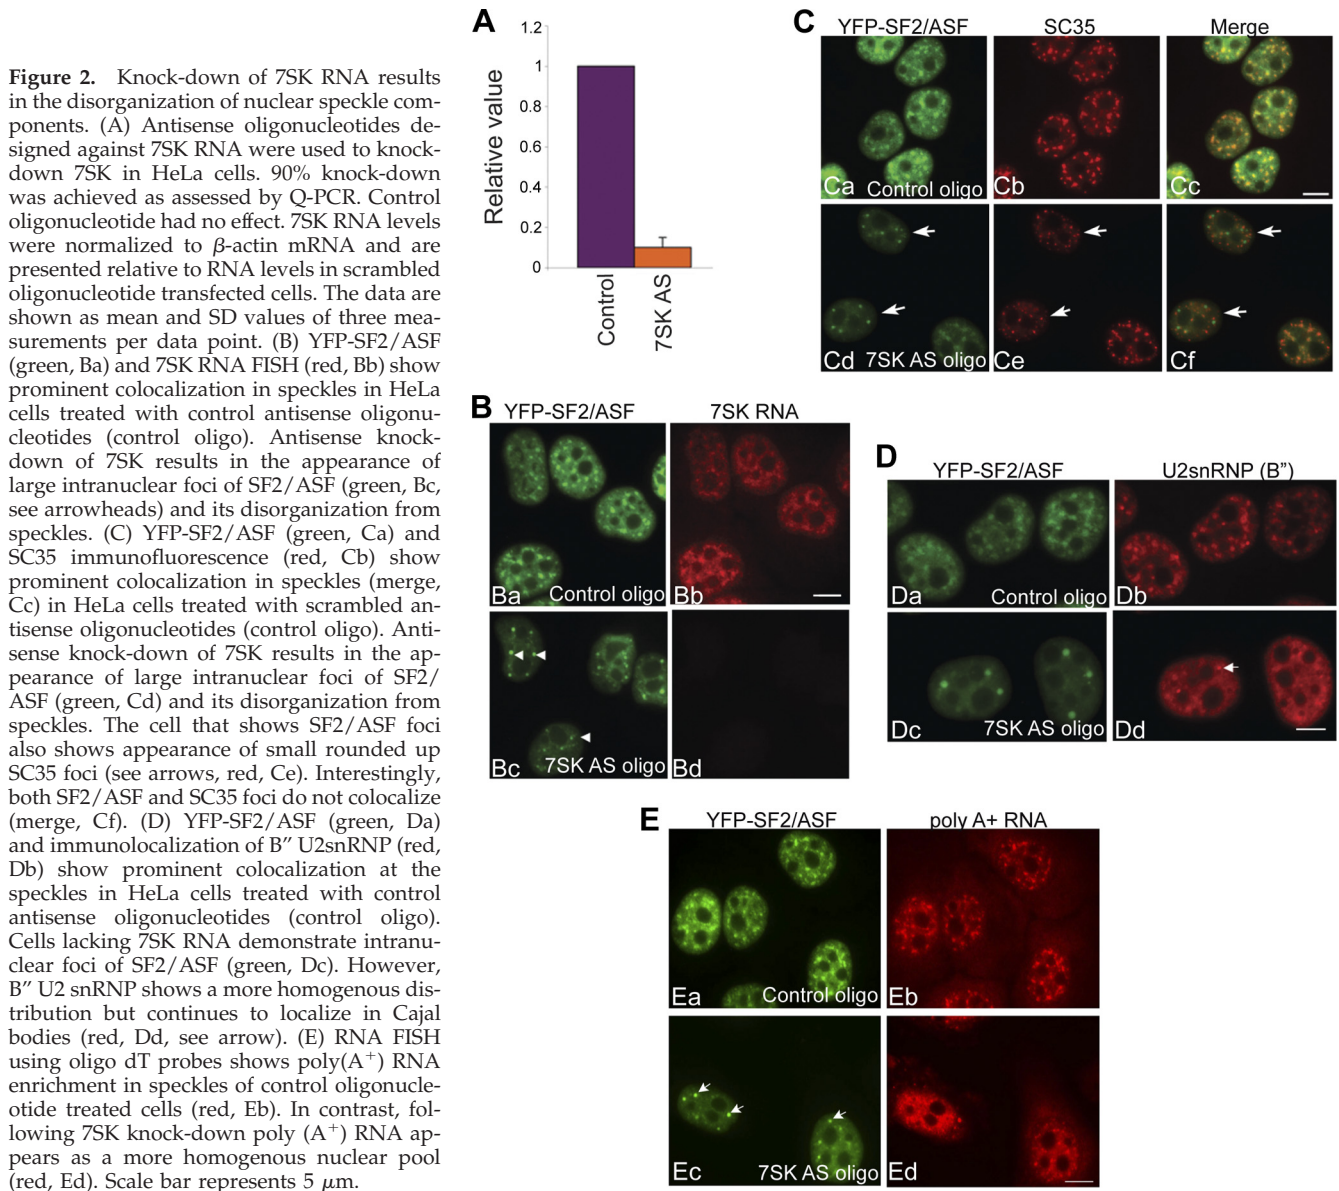 Figure 2. Knock-down of 7SK RNA results
in the disorganization of nuclear speckle com-
ponents. (A) Antisense oligonucleotides de-
signed against 7SK RNA were used to knock-
down 7SK in HeLa cells. 90% knock-down
was achieved as assessed by Q-PCR. Control
oligonucleotide had no effect. 7SK RNA levels
were normalized to β-actin mRNA and are
presented relative to RNA levels in scrambled
oligonucleotide transfected cells. The data are
shown as mean and SD values of three mea-
surements per data point. (B) YFP-SF2/ASF
(green, Ba) and 7SK RNA FISH (red, Bb) show
prominent colocalization in speckles in HeLa
cells treated with control antisense oligonu-
cleotides (control oligo). Antisense knock-
down of 7SK results in the appearance of
large intranuclear foci of SF2/ASF (green, Bc,
see arrowheads) and its disorganization from
speckles. (C) YFP-SF2/ASF (green, Ca) and
SC35 immunofluorescence (red, Cb) show
prominent colocalization in speckles (merge,
Cc) in HeLa cells treated with scrambled an-
tisense oligonucleotides (control oligo). Anti-
sense knock-down of 7SK results in the ap-
pearance of large intranuclear foci of SF2/
ASF (green, Cd) and its disorganization from
speckles. The cell that shows SF2/ASF foci
also shows appearance of small rounded up
SC35 foci (see arrows, red, Ce). Interestingly,
both SF2/ASF and SC35 foci do not colocalize
(merge, Cf). (D) YFP-SF2/ASF (green, Da)
and immunolocalization of B″ U2snRNP (red,
Db) show prominent colocalization at the
speckles in HeLa cells treated with control
antisense oligonucleotides (control oligo).
Cells lacking 7SK RNA demonstrate intranu-
clear foci of SF2/ASF (green, Dc). However,
B″ U2 snRNP shows a more homogenous dis-
tribution but continues to localize in Cajal
bodies (red, Dd, see arrow). (E) RNA FISH
using oligo dT probes shows poly(A⁺) RNA
enrichment in speckles of control oligonucle-
otide treated cells (red, Eb). In contrast, fol-
lowing 7SK knock-down poly (A⁺) RNA ap-
pears as a more homogenous nuclear pool
(red, Ed). Scale bar represents 5 μm.
A
Relative value
1.2
1
0.8
0.6
0.4
0.2
0
Control
7SK AS
C
YFP-SF2/ASF SC35 Merge
Ca Control oligo Cb Cc
Cd 7SK AS oligo Ce Cf
B
YFP-SF2/ASF 7SK RNA
Ba Control oligo Bb
Bc 7SK AS oligo Bd
D
YFP-SF2/ASF U2snRNP (B")
Da Control oligo Db
Dc 7SK AS oligo Dd
E
YFP-SF2/ASF poly A+ RNA
Ea Control oligo Eb
Ec 7SK AS oligo Ed